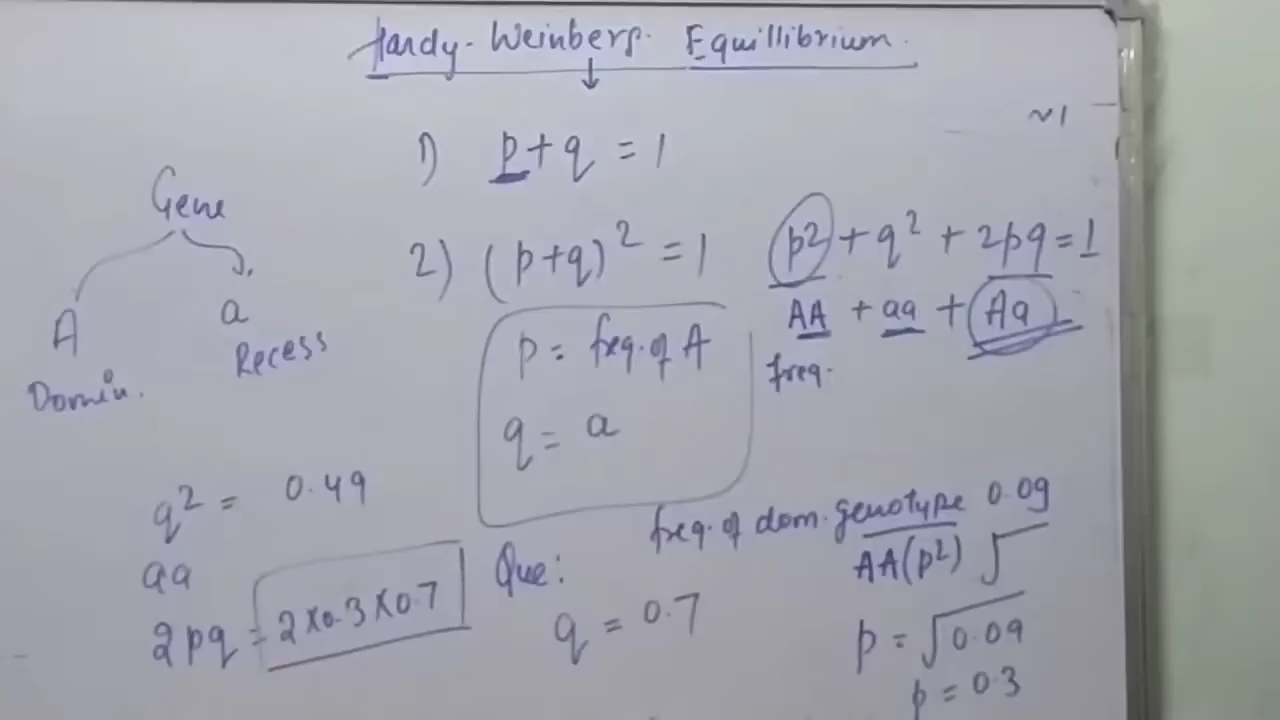 Hardy-Weinberg Equillibrium.
~1
1) p+q = 1
Gene
A
Domin.
a
Recess
2) (p+q)² = 1
p² + q² + 2pq = 1
AA + aa + Aa
freq.
p = freq. of A
q = a
q² = 0.49
aa
2pq = 2×0.3×0.7
Que:
freq. of dom. genotype 0.09
AA(p²) √
q = 0.7
p = √0.09
p = 0.3